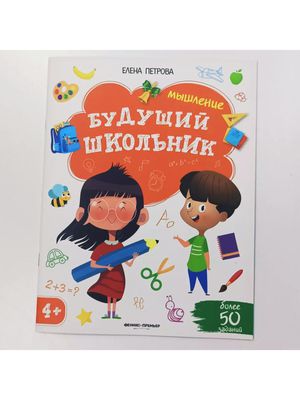 ЕЛЕНА ПЕТРОВА
МЫШЛЕНИЕ
БУДУЩИЙ
ШКОЛЬНИК
2+3=?
4+
более
50
заданий
ФЕНИКС-ПРЕМЬЕР